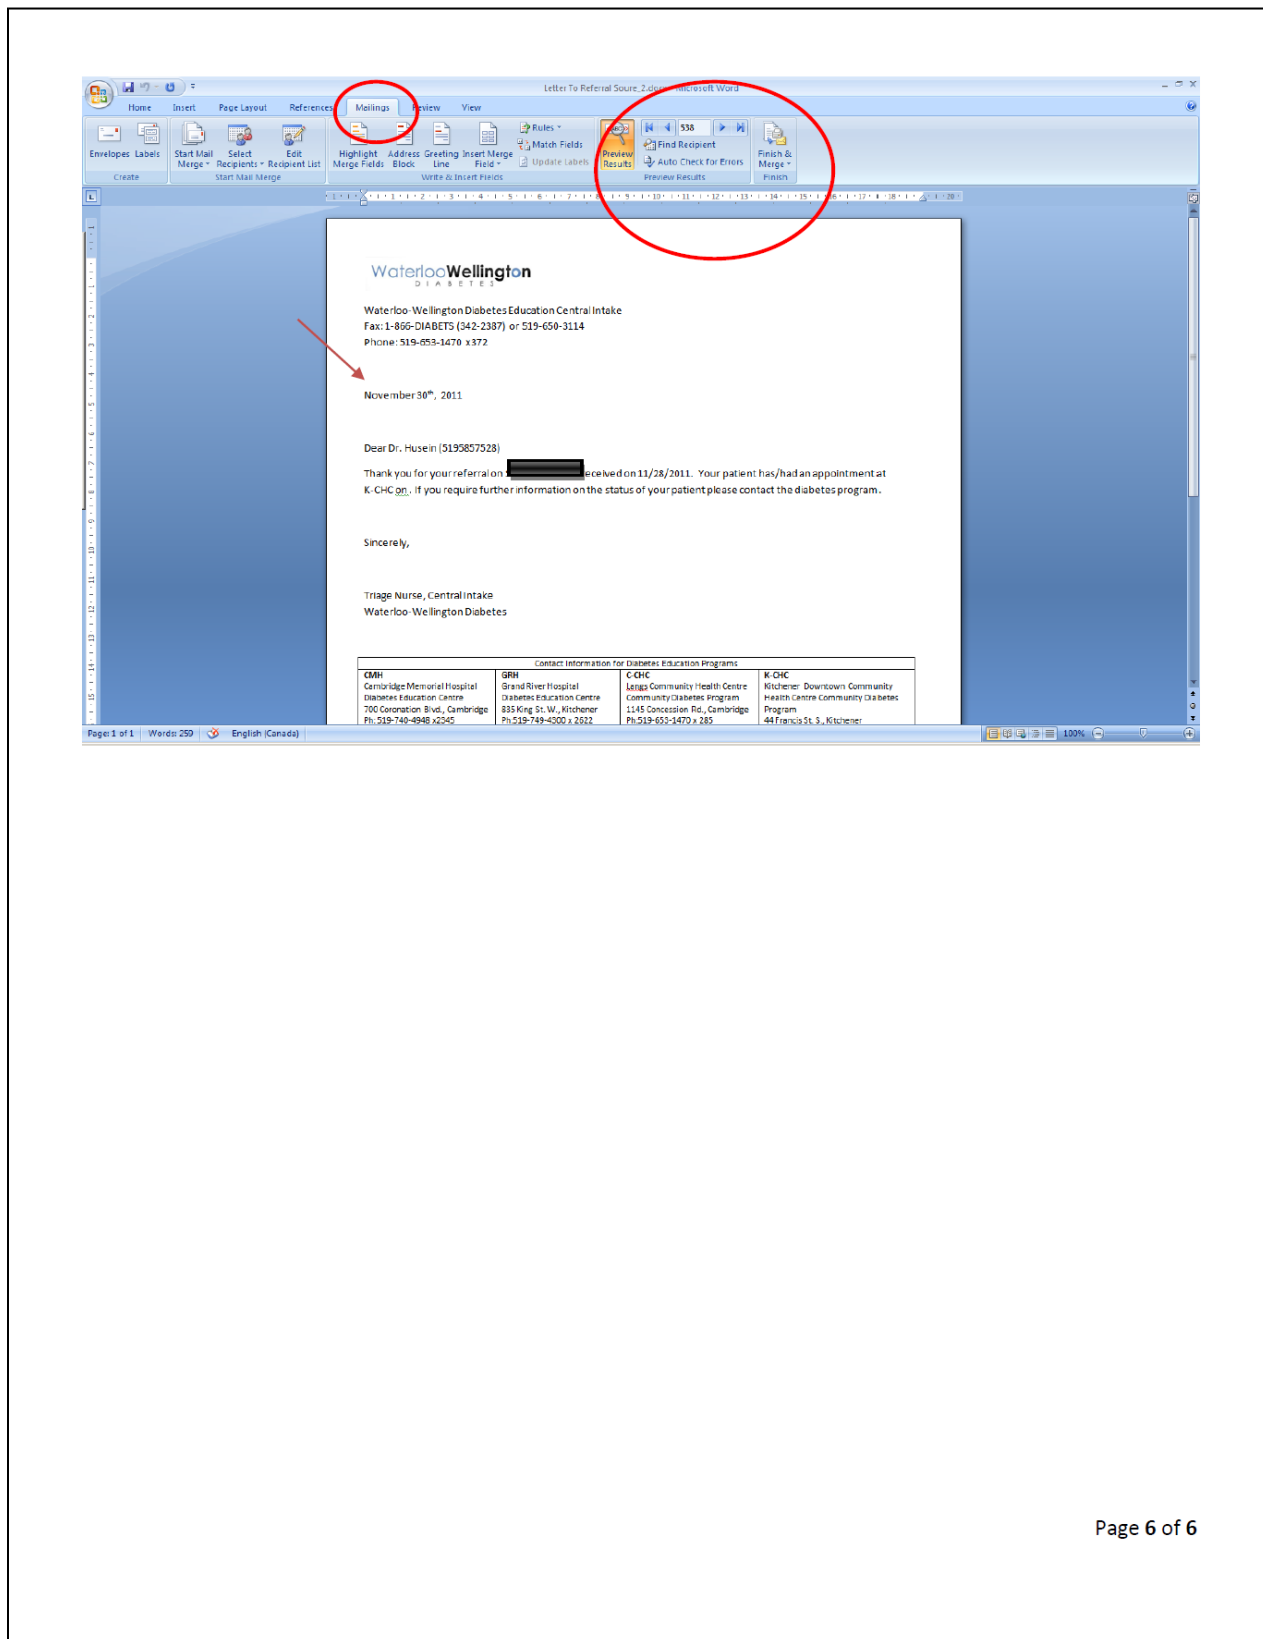 Letter To Referral Soure_2.docx - Microsoft Word
Home Insert Page Layout References Mailings Review View
Envelopes Labels Start Mail Merge Select Recipients Edit Recipient List Highlight Merge Fields Address Block Greeting Line Insert Merge Field Rules Match Fields Update Labels Preview Results 538 Find Recipient Auto Check for Errors Finish & Merge
Create Start Mail Merge Write & Insert Fields Preview Results Finish
WaterlooWellington
DIABETES
Waterloo-Wellington Diabetes Education Central Intake
Fax: 1-866-DIABETS (342-2387) or 519-650-3114
Phone: 519-653-1470 x372
November 30th, 2011
Dear Dr. Husein (5195857528)
Thank you for your referral on eceived on 11/28/2011. Your patient has/had an appointment at
K-CHC on . If you require further information on the status of your patient please contact the diabetes program.
Sincerely,
Triage Nurse, Central Intake
Waterloo-Wellington Diabetes
Contact Information for Diabetes Education Programs
CMH GRH C-CHC K-CHC
Cambridge Memorial Hospital Grand River Hospital Langs Community Health Centre Kitchener Downtown Community
Diabetes Education Centre Diabetes Education Centre Community Diabetes Program Health Centre Community Diabetes
700 Coronation Blvd., Cambridge 835 King St. W., Kitchener 1145 Concession Rd., Cambridge Program
Ph: 519-740-4948 x2345 Ph:519-749-4300 x 2622 Ph:519-653-1470 x 285 44 Francis St. S., Kitchener
Page: 1 of 1 Words: 259 English (Canada) 100%
Page 6 of 6